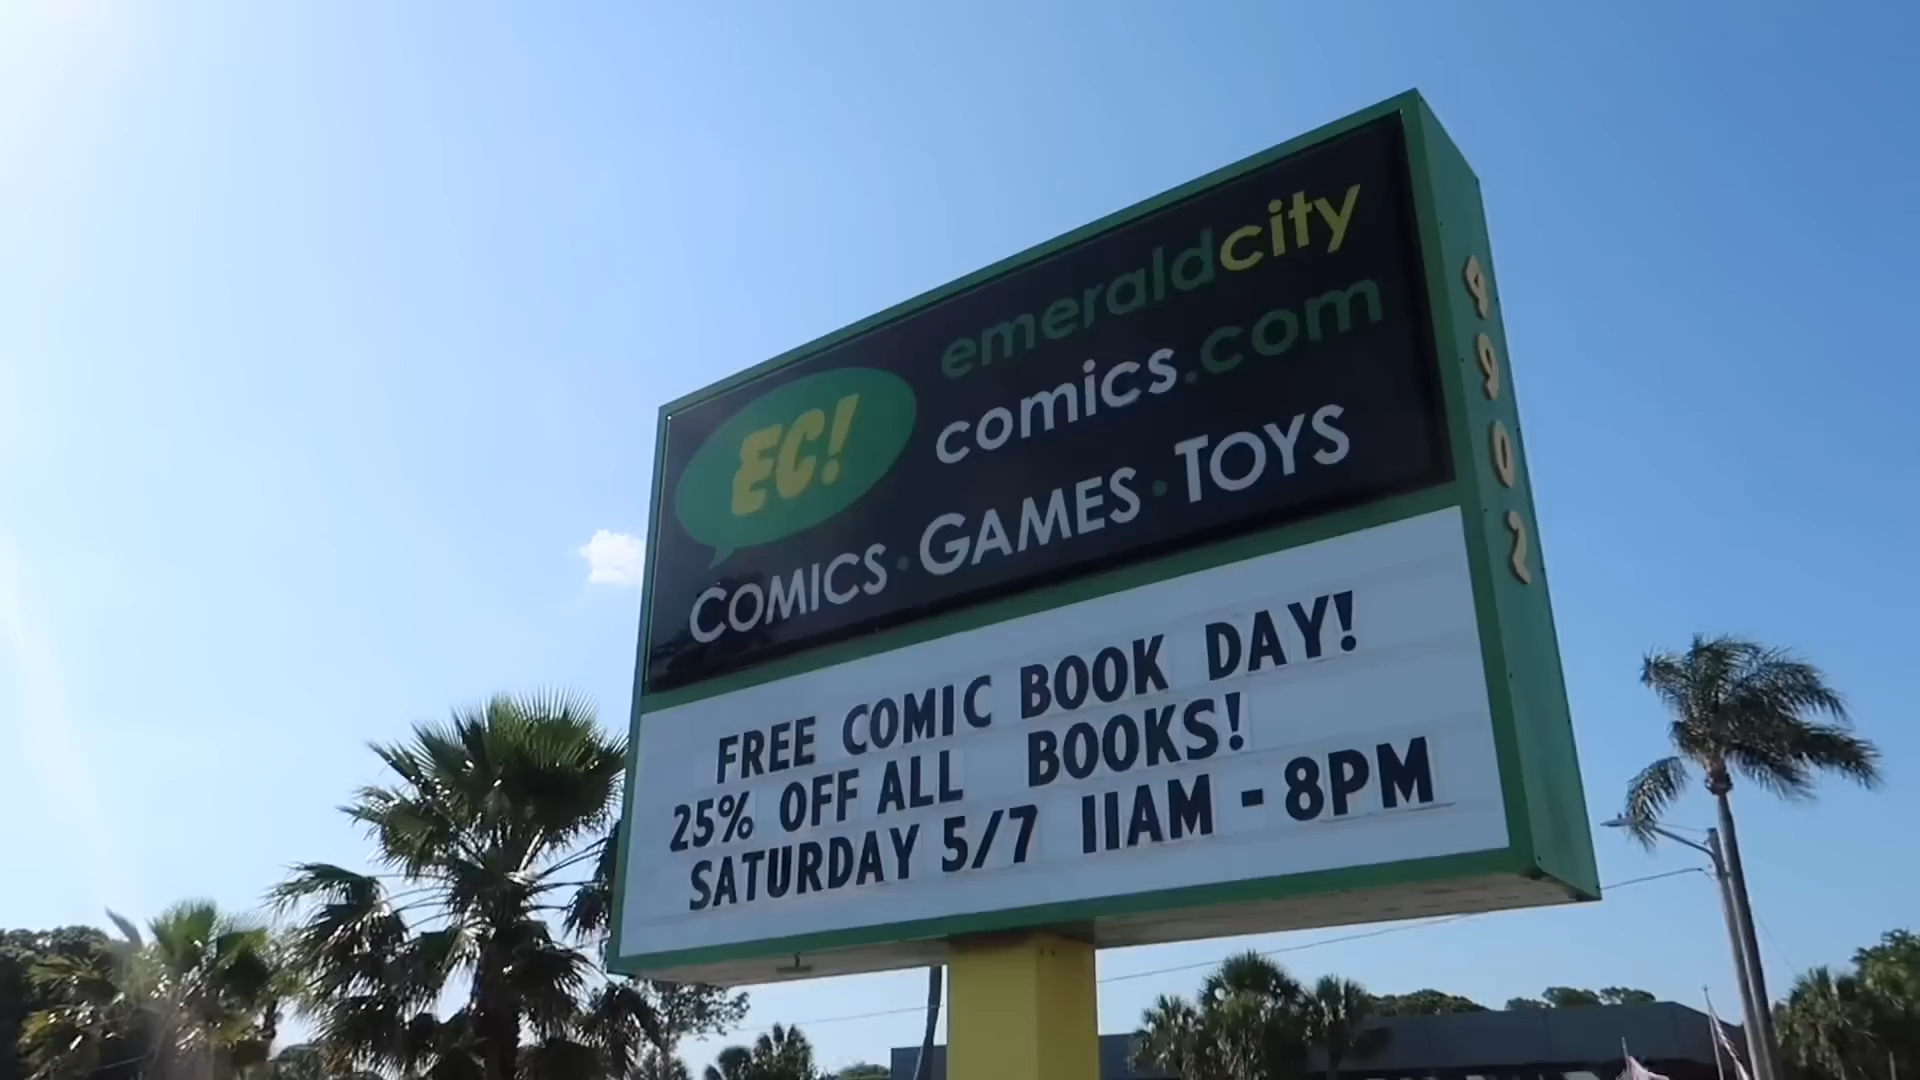 emeraldcity
EC!
comics.com
COMICS • GAMES • TOYS
FREE COMIC BOOK DAY!
25% OFF ALL BOOKS!
SATURDAY 5/7 11AM - 8PM
4902